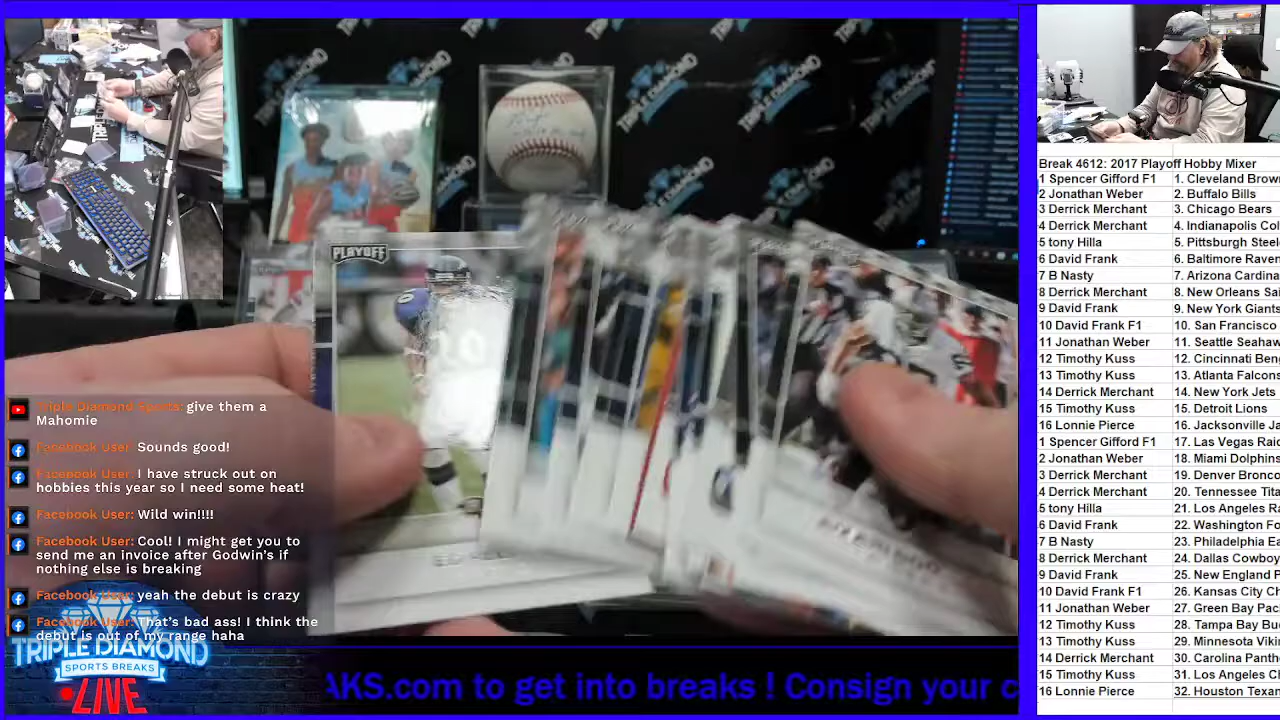 PLAYOFF
TRIPLE DIAMOND
TRIPLE DIAMOND
TRIPLE DIAMOND
Triple Diamond Sports: give them a
Mahomie
Facebook User: Sounds good!
Facebook User: I have struck out on
hobbies this year so I need some heat!
Facebook User: Wild win!!!!
Facebook User: Cool! I might get you to
send me an invoice after Godwin's if
nothing else is breaking
Facebook User: yeah the debut is crazy
Facebook User: That's bad ass! I think the
debut is out of my range haha
TRIPLE DIAMOND
SPORTS BREAKS
LIVE
AKS.com to get into breaks ! Consign
Break 4612: 2017 Playoff Hobby Mixer
1 Spencer Gifford F1 1. Cleveland Brow
2 Jonathan Weber 2. Buffalo Bills
3 Derrick Merchant 3. Chicago Bears
4 Derrick Merchant 4. Indianapolis Co
5 tony Hilla 5. Pittsburgh Steel
6 David Frank 6. Baltimore Raven
7 B Nasty 7. Arizona Cardina
8 Derrick Merchant 8. New Orleans Sai
9 David Frank 9. New York Giants
10 David Frank F1 10. San Francisco
11 Jonathan Weber 11. Seattle Seahaw
12 Timothy Kuss 12. Cincinnati Ben
13 Timothy Kuss 13. Atlanta Falcons
14 Derrick Merchant 14. New York Jets
15 Timothy Kuss 15. Detroit Lions
16 Lonnie Pierce 16. Jacksonville Ja
1 Spencer Gifford F1 17. Las Vegas Raid
2 Jonathan Weber 18. Miami Dolphins
3 Derrick Merchant 19. Denver Bronco
4 Derrick Merchant 20. Tennessee Tita
5 tony Hilla 21. Los Angeles R
6 David Frank 22. Washington Fo
7 B Nasty 23. Philadelphia Ea
8 Derrick Merchant 24. Dallas Cowboy
9 David Frank 25. New England P
10 David Frank F1 26. Kansas City Ch
11 Jonathan Weber 27. Green Bay Pac
12 Timothy Kuss 28. Tampa Bay Buc
13 Timothy 29. Minnesota Viki
14 Derrick Merchant 30. Carolina Panth
15 31. Los Angeles
16 Lonnie Pierce 32. Houston Texa